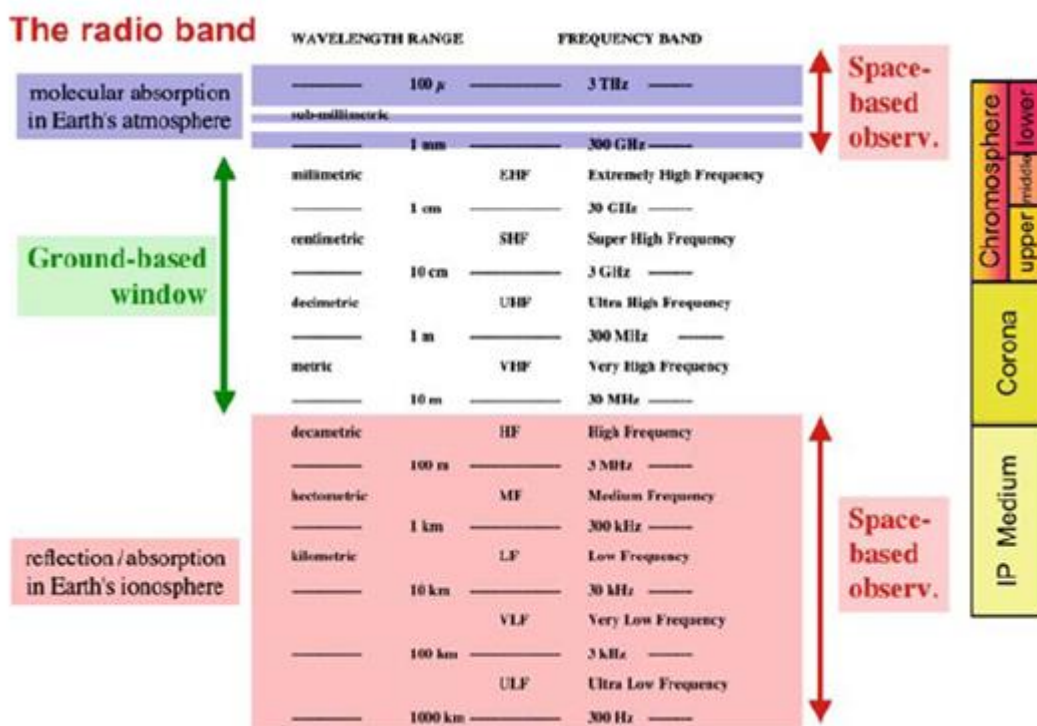 The radio band
WAVELENGTH RANGE FREQUENCY BAND
molecular absorption
in Earth's atmosphere
100 μ 3 THz
sub-millimetric
1 mm 300 GHz
millimetric EHF Extremely High Frequency
1 cm 30 GHz
centimetric SHF Super High Frequency
10 cm 3 GHz
decimetric UHF Ultra High Frequency
1 m 300 MHz
metric VHF Very High Frequency
10 m 30 MHz
decametric HF High Frequency
100 m 3 MHz
hectometric MF Medium Frequency
1 km 300 kHz
kilometric LF Low Frequency
10 km 30 kHz
VLF Very Low Frequency
100 km 3 kHz
ULF Ultra Low Frequency
1000 km 300 Hz
Ground-based
window
reflection/absorption
in Earth's ionosphere
Space-
based
observ.
Space-
based
observ.
Chromosphere
lower
middle
upper
Corona
IP Medium